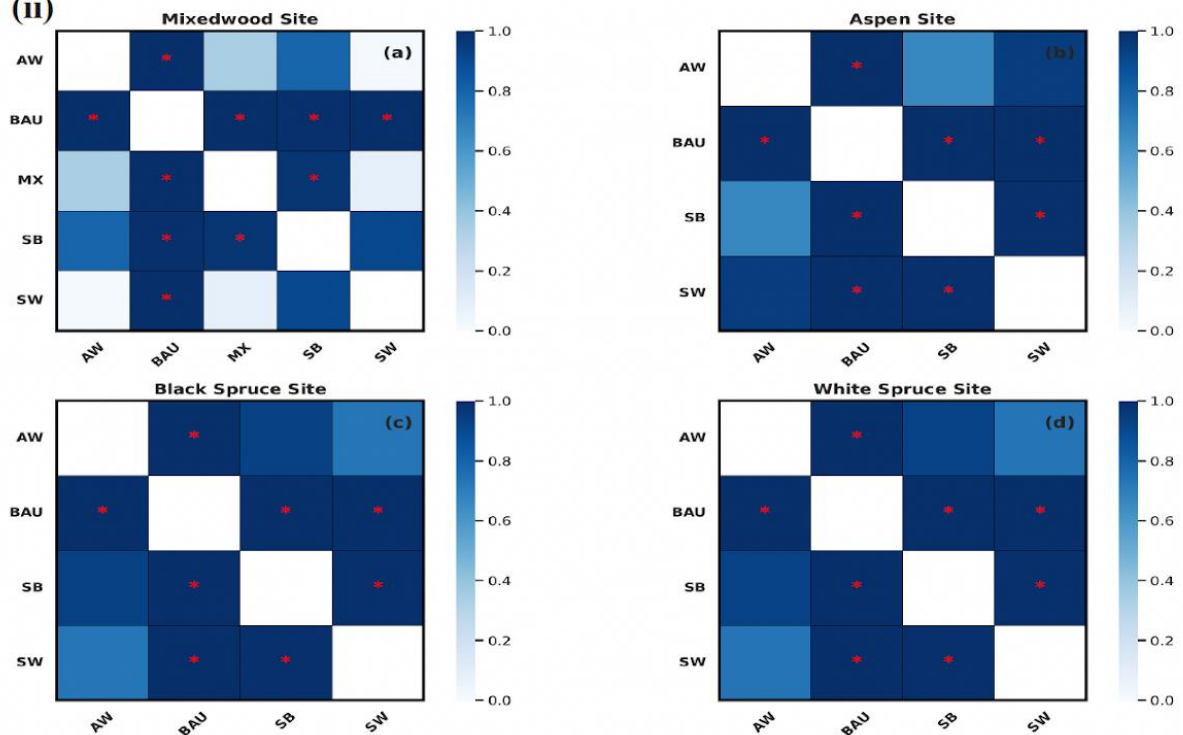 (ii)
Mixedwood Site
(a)
AW
BAU
MX
SB
SW
AW BAU MX SB SW
1.0
0.8
0.6
0.4
0.2
0.0
Aspen Site
(b)
AW
BAU
SB
SW
AW BAU SB SW
1.0
0.8
0.6
0.4
0.2
0.0
Black Spruce Site
(c)
AW
BAU
SB
SW
AW BAU SB SW
1.0
0.8
0.6
0.4
0.2
0.0
White Spruce Site
(d)
AW
BAU
SB
SW
AW BAU SB SW
1.0
0.8
0.6
0.4
0.2
0.0